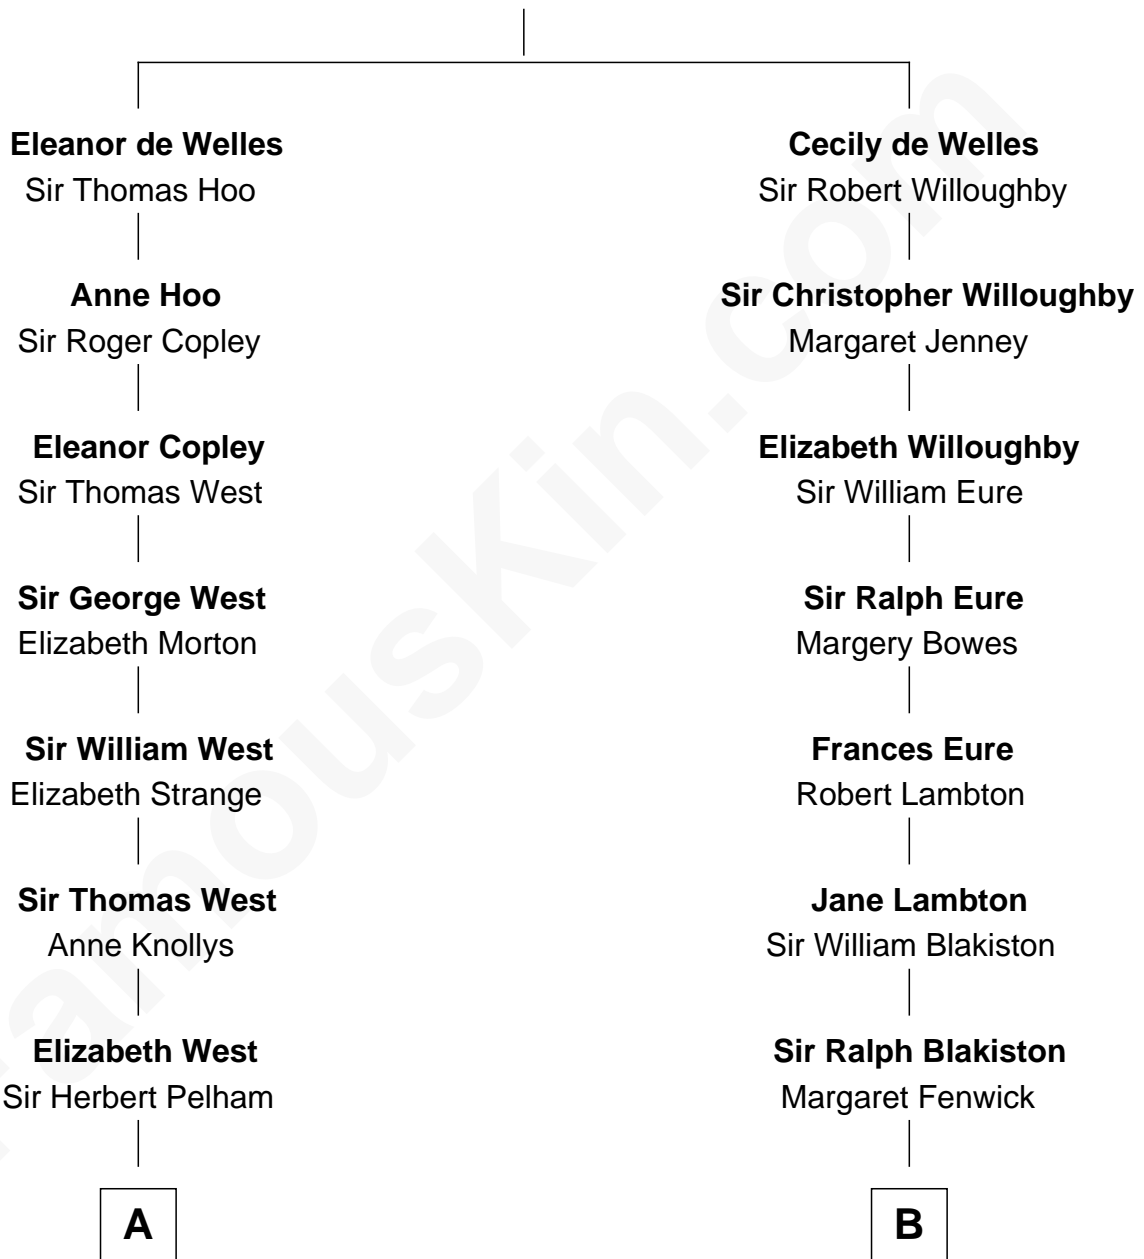 Eleanor de Welles
Sir Thomas Hoo
Cecily de Welles
Sir Robert Willoughby
Anne Hoo
Sir Roger Copley
Sir Christopher Willoughby
Margaret Jenney
Eleanor Copley
Sir Thomas West
Elizabeth Willoughby
Sir William Eure
Sir George West
Elizabeth Morton
Sir Ralph Eure
Margery Bowes
Sir William West
Elizabeth Strange
Frances Eure
Robert Lambton
Sir Thomas West
Anne Knollys
Jane Lambton
Sir William Blakiston
Elizabeth West
Sir Herbert Pelham
Sir Ralph Blakiston
Margaret Fenwick
A
B
FamousKin.com